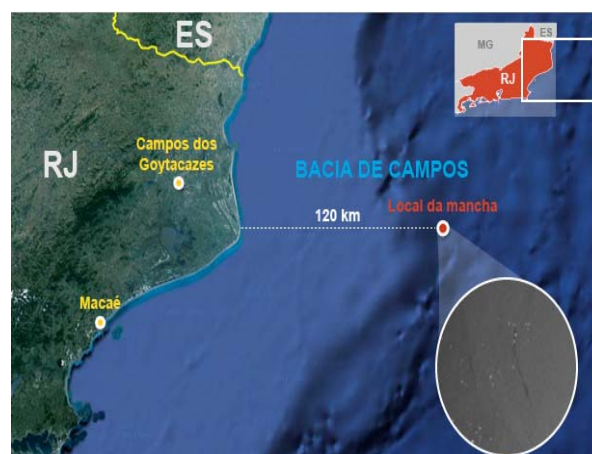 ES
MG
ES
RJ
RJ
Campos dos
Goytacazes
BACIA DE CAMPOS
Local da mancha
120 km
Macaé